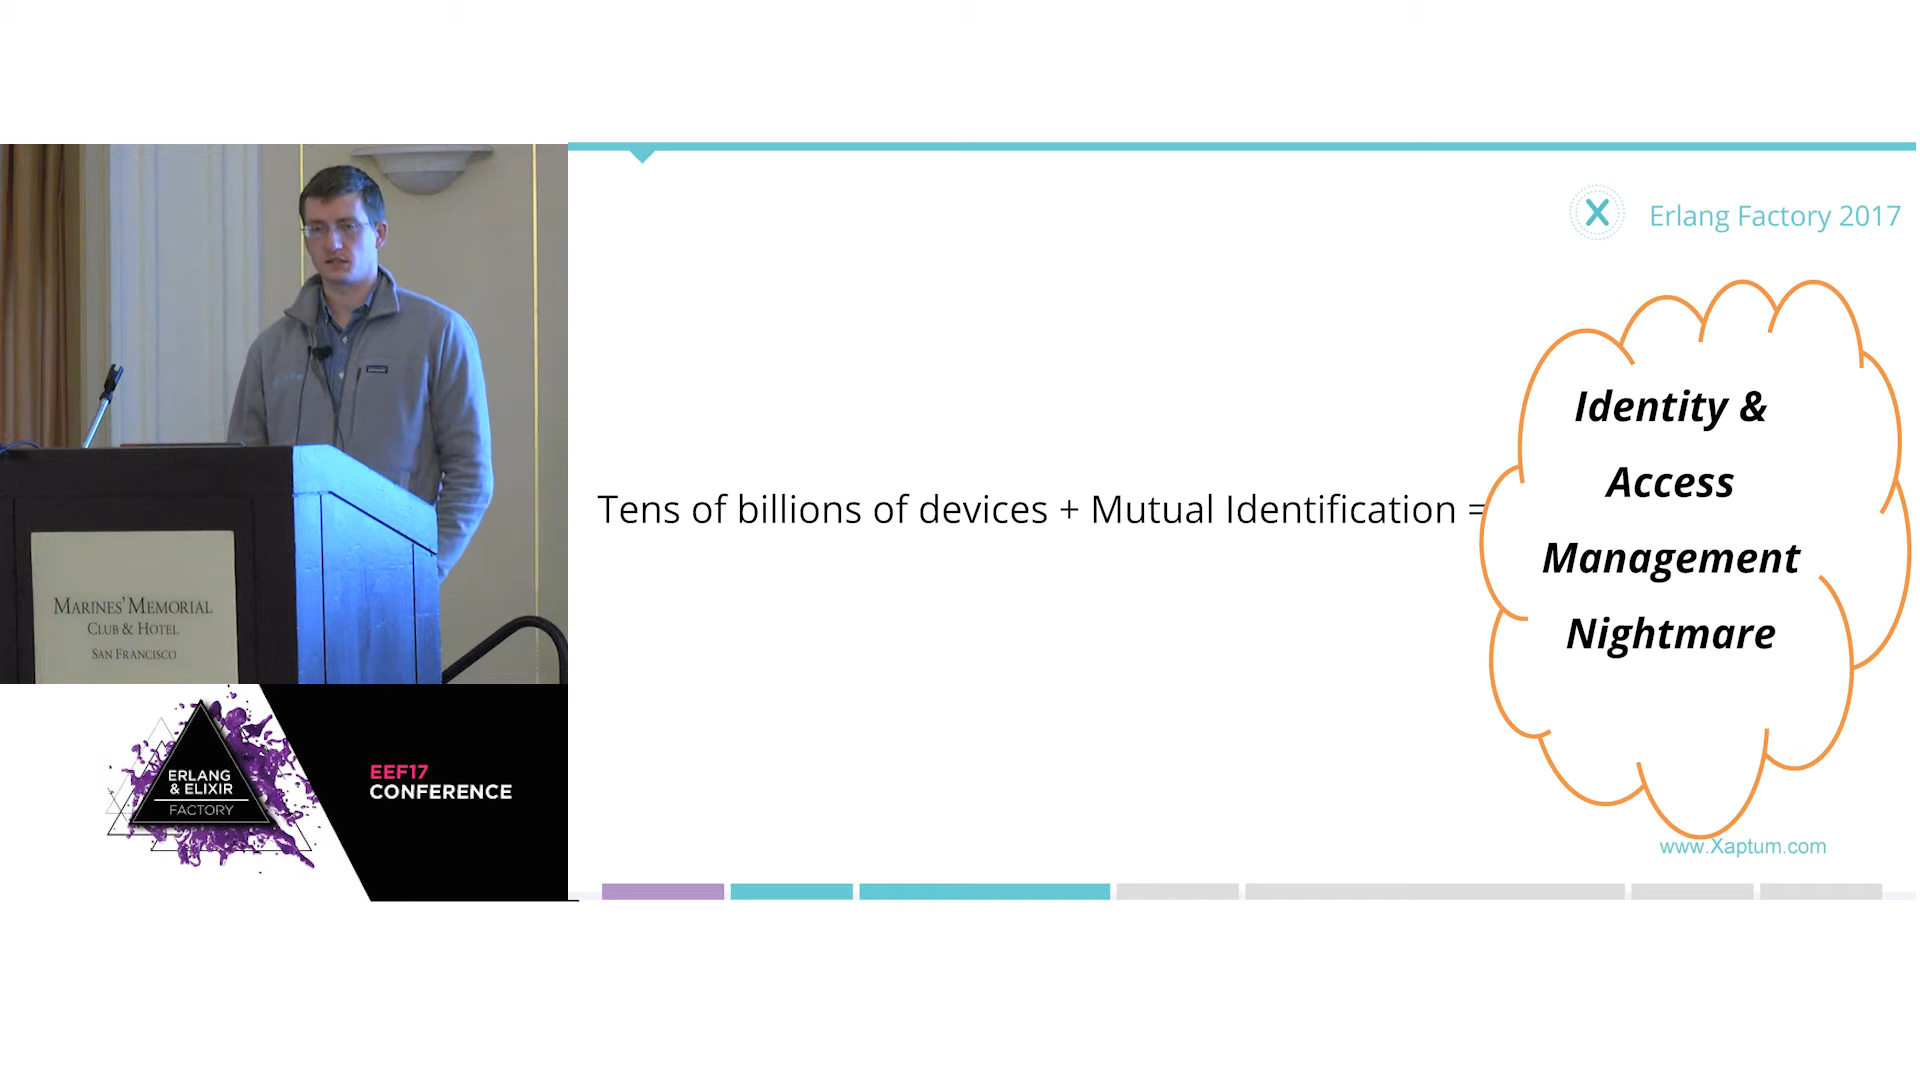 X Erlang Factory 2017
Tens of billions of devices + Mutual Identification =
Identity &
Access
Management
Nightmare
www.Xaptum.com
MARINES' MEMORIAL
CLUB & HOTEL
SAN FRANCISCO
ERLANG
& ELIXIR
FACTORY
EEF17
CONFERENCE